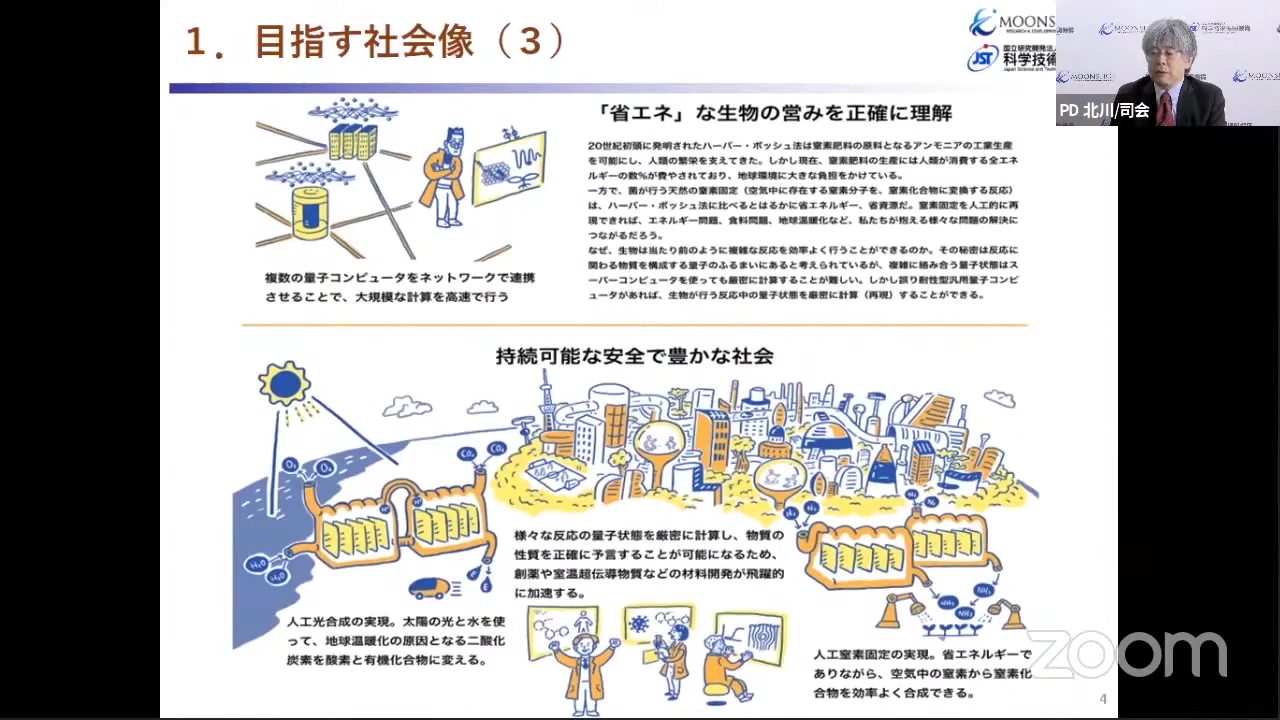 1．目指す社会像（3）
MOONS
RESEARCH & DEVELOPME
JST
国立研究開発法人
科学技術
Japan Science and Techn
PD 北川/司会
「省エネ」な生物の営みを正確に理解
20世紀初頭に発明されたハーバー・ボッシュ法は窒素肥料の原料となるアンモニアの工業生産
を可能にし、人類の繁栄を支えてきた。しかし現在、窒素肥料の生産には人類が消費する全エネ
ルギーの数%が費やされており、地球環境に大きな負担をかけている。
一方で、菌が行う天然の窒素固定（空気中に存在する窒素分子を、窒素化合物に変換する反応）
は、ハーバー・ボッシュ法に比べるとはるかに省エネルギー、省資源だ。窒素固定を人工的に再
現できれば、エネルギー問題、食料問題、地球温暖化など、私たちが抱える様々な問題の解決に
つながるだろう。
なぜ、生物は当たり前のように複雑な反応を効率よく行うことができるのか。その秘密は反応に
関わる物質を構成する量子のふるまいにあると考えられているが、複雑に絡み合う量子状態はス
ーパーコンピュータを使っても厳密に計算することが難しい。しかし誤り耐性型汎用量子コンピ
ュータがあれば、生物が行う反応中の量子状態を厳密に計算（再現）することができる。
複数の量子コンピュータをネットワークで連携
させることで、大規模な計算を高速で行う
持続可能な安全で豊かな社会
O₂
O₂
CO₂
CO₂
H⁺
H⁺
H₂O
H₂O
N₂
N₂
N₂
N₂
NH₃
NH₃
NH₃
様々な反応の量子状態を厳密に計算し、物質の
性質を正確に予言することが可能になるため、
創薬や室温超伝導物質などの材料開発が飛躍的
に加速する。
人工光合成の実現。太陽の光と水を使
って、地球温暖化の原因となる二酸化
炭素を酸素と有機化合物に変える。
人工窒素固定の実現。省エネルギーで
ありながら、空気中の窒素から窒素化
合物を効率よく合成できる。
zoom
4